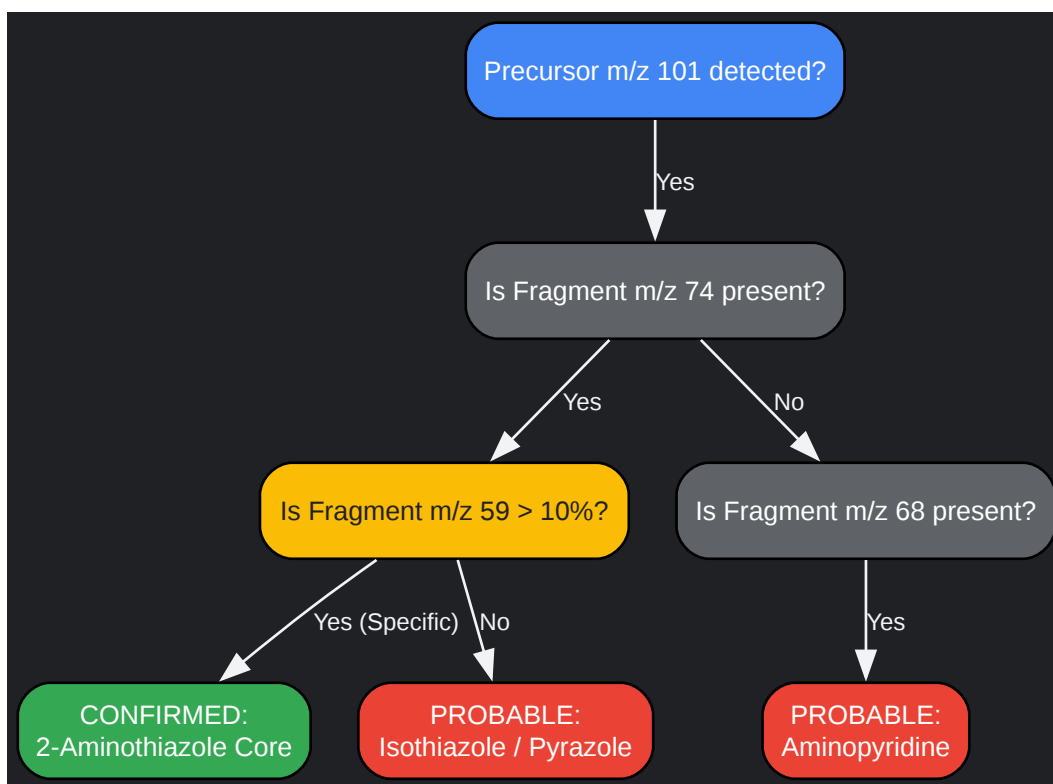 Precursor m/z 101 detected?
Yes
Is Fragment m/z 74 present?
Yes
No
Is Fragment m/z 59 > 10%?
Is Fragment m/z 68 present?
Yes (Specific)
No
Yes
CONFIRMED:
2-Aminothiazole Core
PROBABLE:
Isothiazole / Pyrazole
PROBABLE:
Aminopyridine